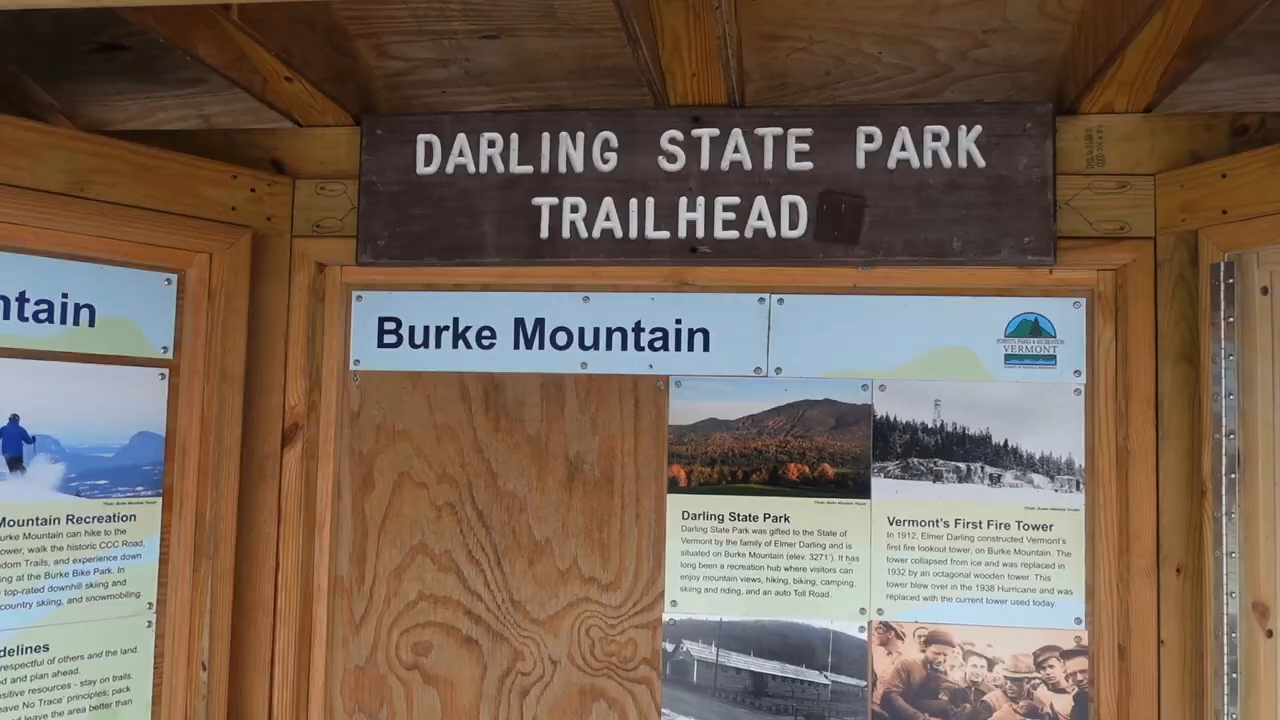 DARLING STATE PARK
TRAILHEAD
ntain
Mountain Recreation
urke Mountain can hike to the
ower, walk the historic CCC Road,
dom Trails, and experience down
ng at the Burke Bike Park. In
top-rated downhill skiing and
country skiing, and snowmobiling.
delines
respectful of others and the land.
d and plan ahead.
sitive resources - stay on trails.
eave No Trace' principles; pack
nd leave the area better than
Burke Mountain
FORESTS, PARKS & RECREATION
VERMONT
Darling State Park
Darling State Park was gifted to the State of
Vermont by the family of Elmer Darling and is
situated on Burke Mountain (elev. 3271'). It has
long been a recreation hub where visitors can
enjoy mountain views, hiking, biking, camping,
skiing and riding, and an auto Toll Road.
Vermont's First Fire Tower
In 1912, Elmer Darling constructed Vermont's
first fire lookout tower, on Burke Mountain. The
tower collapsed from ice and was replaced in
1932 by an octagonal wooden tower. This
tower blew over in the 1938 Hurricane and was
replaced with the current tower used today.